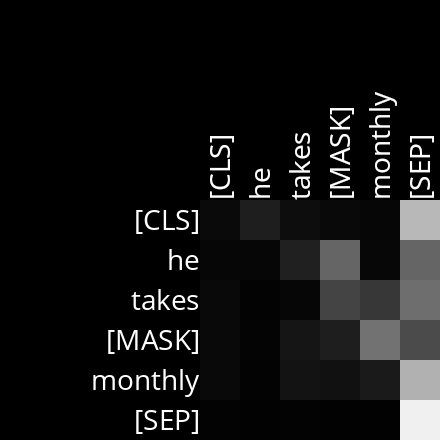 [CLS]
he
takes
[MASK]
monthly
[SEP]
[CLS]
he
takes
[MASK]
monthly
[SEP]